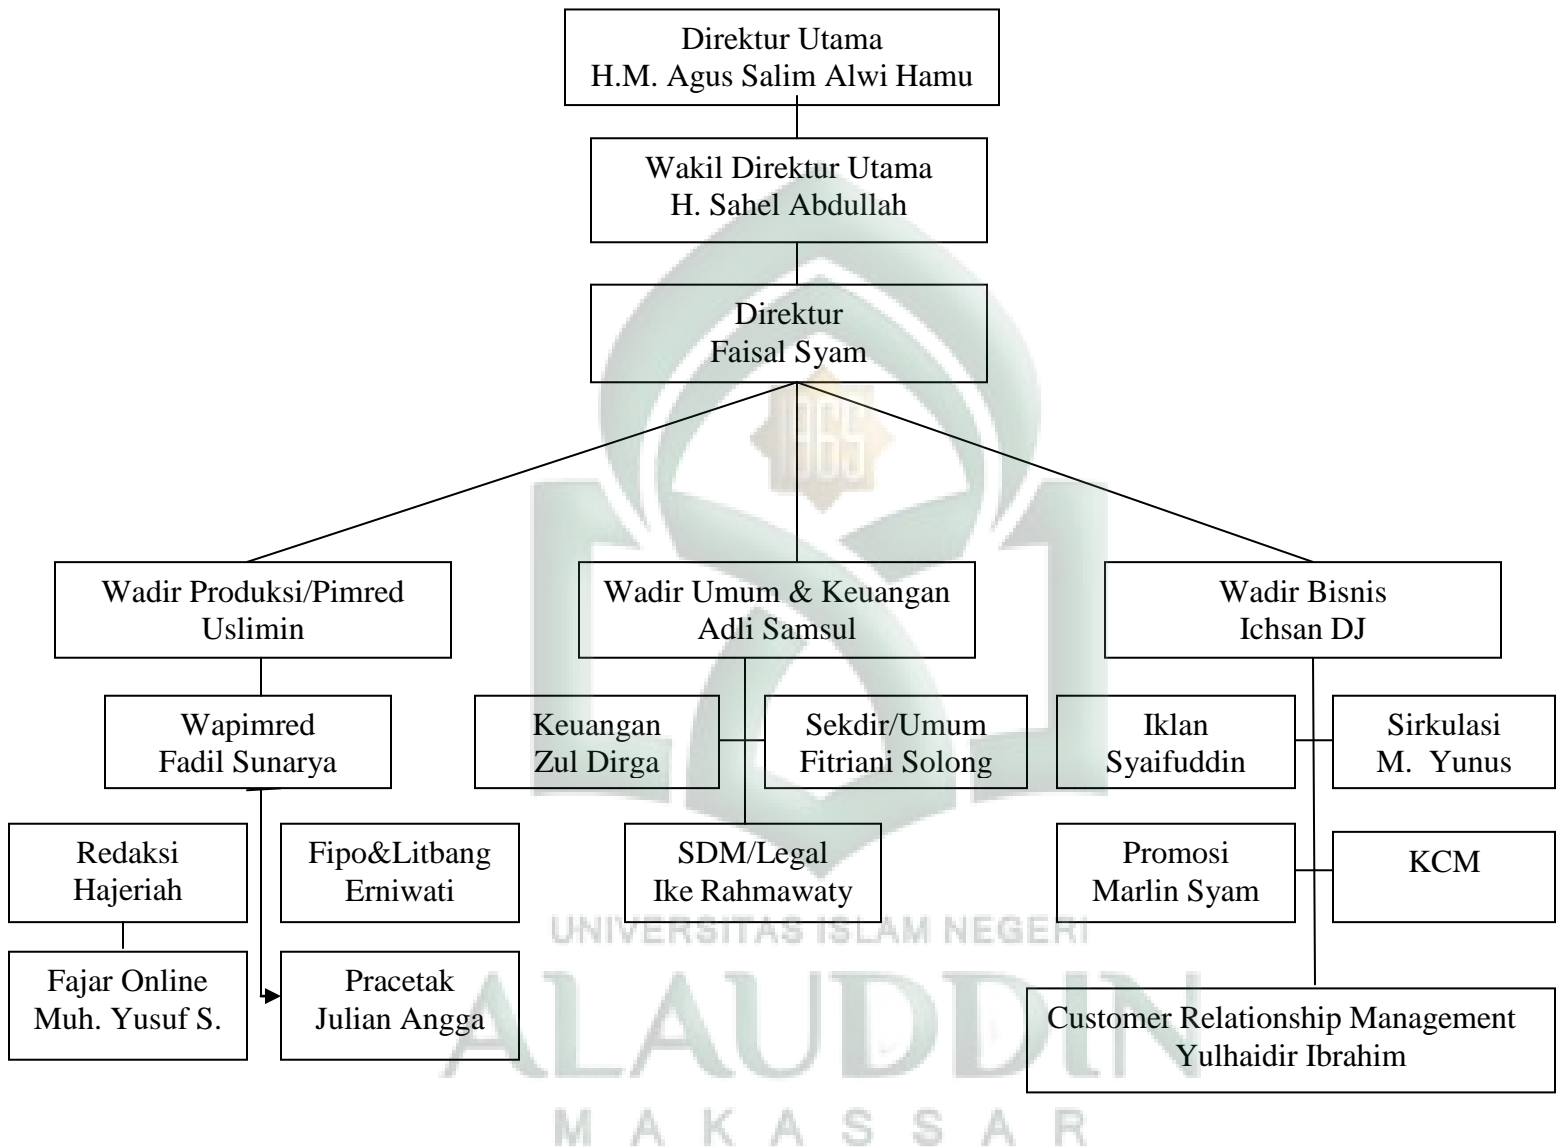 Direktur Utama
H.M. Agus Salim Alwi Hamu
Wakil Direktur Utama
H. Sahel Abdullah
Direktur
Faisal Syam
1965
Wadir Produksi/Pimred
Uslimin
Wadir Umum & Keuangan
Adli Samsul
Wadir Bisnis
Ichsan DJ
Wapimred
Fadil Sunarya
Keuangan
Zul Dirga
Sekdir/Umum
Fitriani Solong
Iklan
Syaifuddin
Sirkulasi
M. Yunus
Redaksi
Hajeriah
Fipo&Litbang
Erniwati
SDM/Legal
Ike Rahmawaty
Promosi
Marlin Syam
KCM
Fajar Online
Muh. Yusuf S.
Pracetak
Julian Angga
Customer Relationship Management
Yulhaidir Ibrahim
UNIVERSITAS ISLAM NEGERI
ALAUDDIN
MAKASSAR